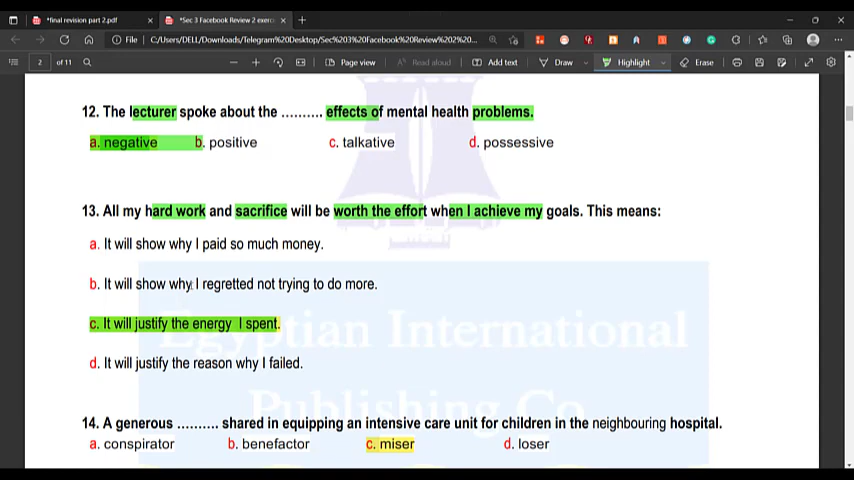 *final revision part 2.pdf
*Sec 3 Facebook Review 2 exerc
File
C:/Users/DELL/Downloads/Telegram%20Desktop/Sec%203%20Facebook%20Review%202%...
2 of 11
Page view
Read aloud
Add text
Draw
Highlight
Erase
12. The lecturer spoke about the .......... effects of mental health problems.
a. negative b. positive c. talkative d. possessive
13. All my hard work and sacrifice will be worth the effort when I achieve my goals. This means:
a. It will show why I paid so much money.
b. It will show why I regretted not trying to do more.
c. It will justify the energy I spent.
d. It will justify the reason why I failed.
Egyptian International
Publishing Co.
14. A generous .......... shared in equipping an intensive care unit for children in the neighbouring hospital.
a. conspirator b. benefactor c. miser d. loser